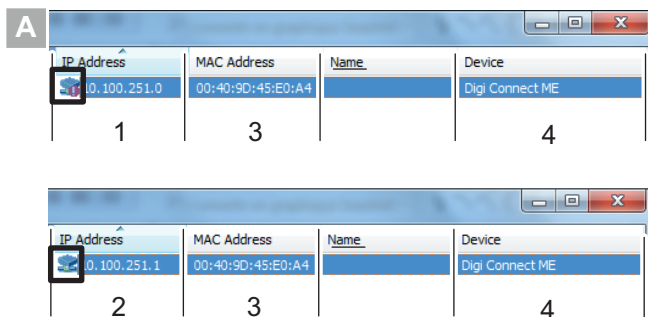 A
IP Address MAC Address Name Device
10.100.251.0 00:40:9D:45:E0:A4 Digi Connect ME
1 3 4
IP Address MAC Address Name Device
10.100.251.1 00:40:9D:45:E0:A4 Digi Connect ME
2 3 4